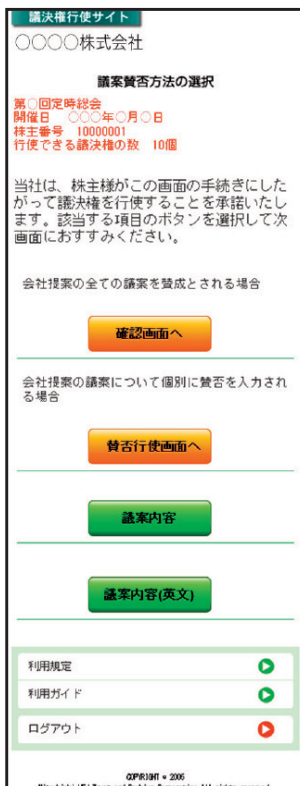 議決権行使サイト
○○○○株式会社
議案賛否方法の選択
第○回定時総会
開催日 ○○○年○月○日
株主番号 10000001
行使できる議決権の数 10個
当社は、株主様がこの画面の手続きにした
がって議決権を行使することを承諾いたし
ます。該当する項目のボタンを選択して次
画面におすすみください。
会社提案の全ての議案を賛成とされる場合
確認画面へ
会社提案の議案について個別に賛否を入力され
る場合
賛否行使画面へ
議案内容
議案内容(英文)
利用規定
利用ガイド
ログアウト
COPYRIGHT © 2006